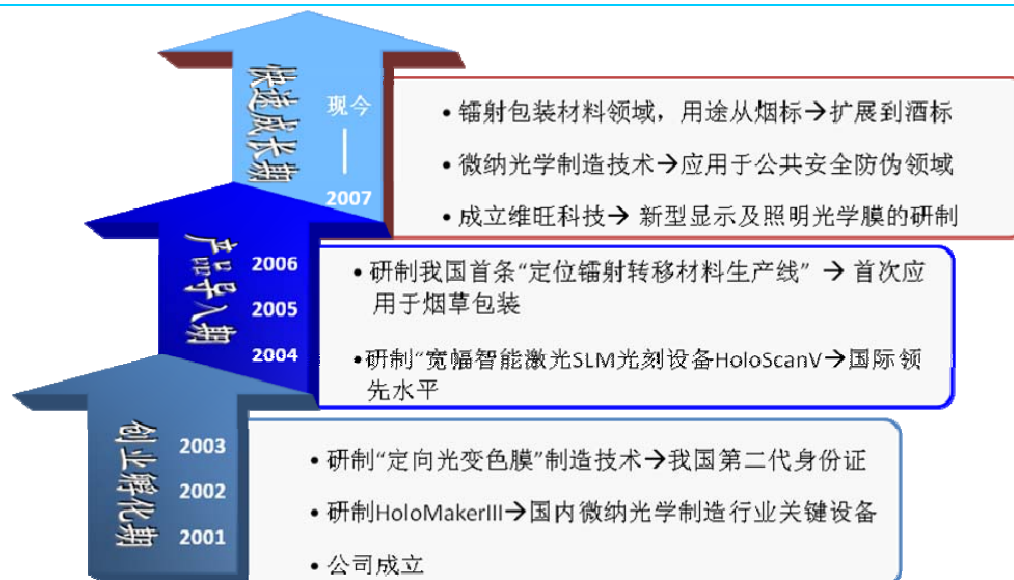 快速成长期
现今
2007
• 镭射包装材料领域，用途从烟标→扩展到酒标
• 微纳光学制造技术→应用于公共安全防伪领域
• 成立维旺科技→ 新型显示及照明光学膜的研制
产品导入期
2006
2005
2004
• 研制我国首条“定位镭射转移材料生产线” → 首次应
用于烟草包装
•研制“宽幅智能激光SLM光刻设备HoloScanV→国际领
先水平
创业孵化期
2003
2002
2001
• 研制“定向光变色膜”制造技术→我国第二代身份证
• 研制HoloMakerIII→国内微纳光学制造行业关键设备
• 公司成立